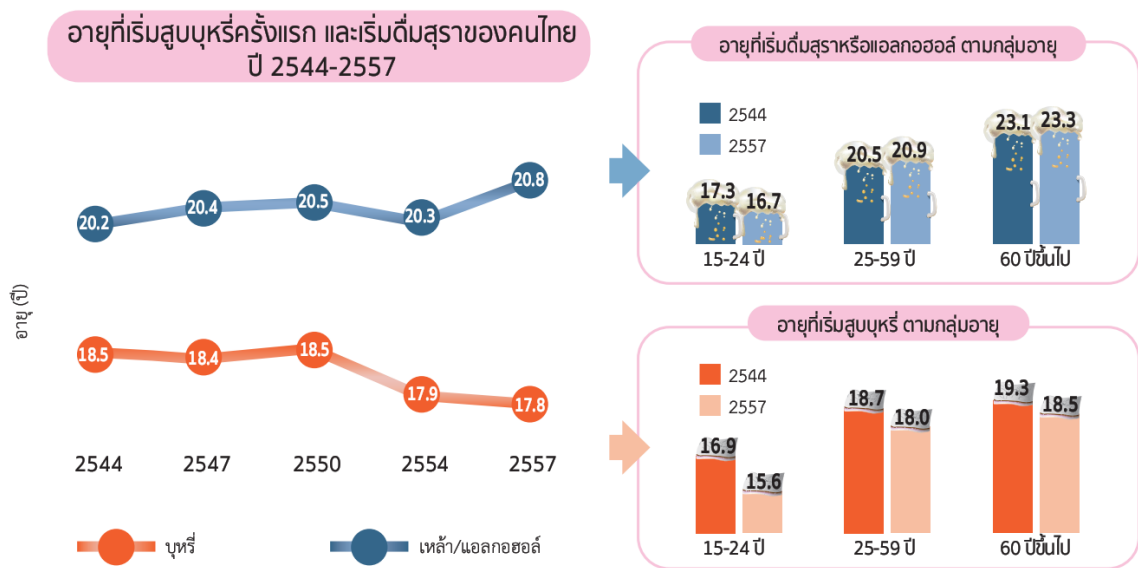 อายุที่เริ่มสูบบุหรี่ครั้งแรก และเริ่มดื่มสุราของคนไทย
ปี 2544-2557
อายุ (ปี)
20.2 20.4 20.5 20.3 20.8
18.5 18.4 18.5 17.9 17.8
2544 2547 2550 2554 2557
บุหรี่ เหล้า/แอลกอฮอล์
อายุที่เริ่มดื่มสุราหรือแอลกอฮอล์ ตามกลุ่มอายุ
2544
2557
17.3 16.7 20.5 20.9 23.1 23.3
15-24 ปี 25-59 ปี 60 ปีขึ้นไป
อายุที่เริ่มสูบบุหรี่ ตามกลุ่มอายุ
2544
2557
16.9 15.6 18.7 18.0 19.3 18.5
15-24 ปี 25-59 ปี 60 ปีขึ้นไป